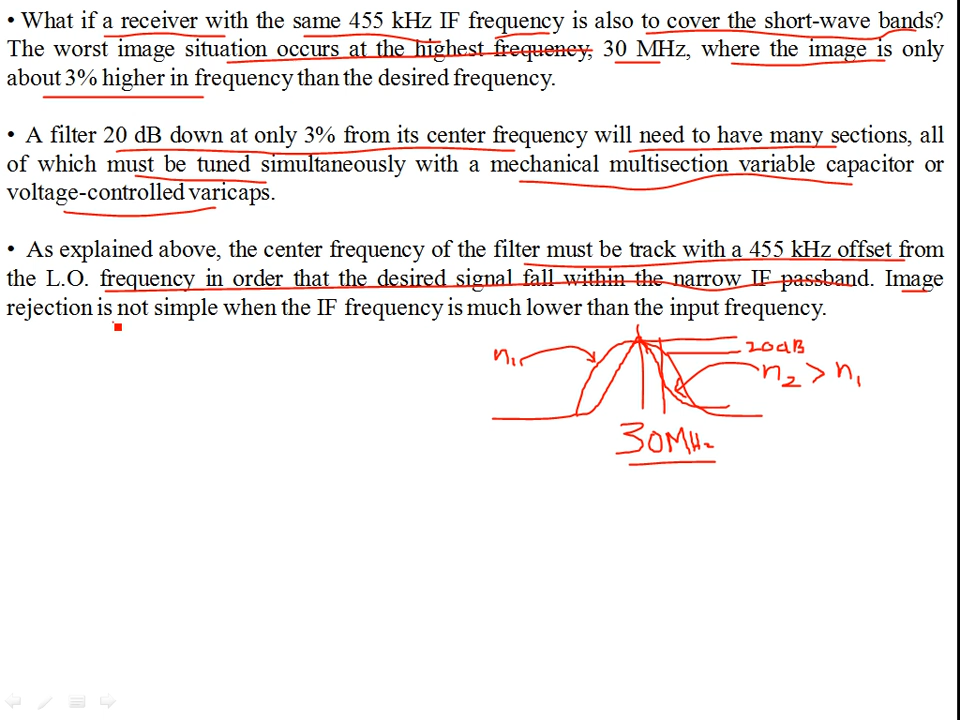 • What if a receiver with the same 455 kHz IF frequency is also to cover the short-wave bands?
The worst image situation occurs at the highest frequency, 30 MHz, where the image is only
about 3% higher in frequency than the desired frequency.
• A filter 20 dB down at only 3% from its center frequency will need to have many sections, all
of which must be tuned simultaneously with a mechanical multisection variable capacitor or
voltage-controlled varicaps.
• As explained above, the center frequency of the filter must be track with a 455 kHz offset from
the L.O. frequency in order that the desired signal fall within the narrow IF passband. Image
rejection is not simple when the IF frequency is much lower than the input frequency.
n1
20dB
n2 > n1
30MHz